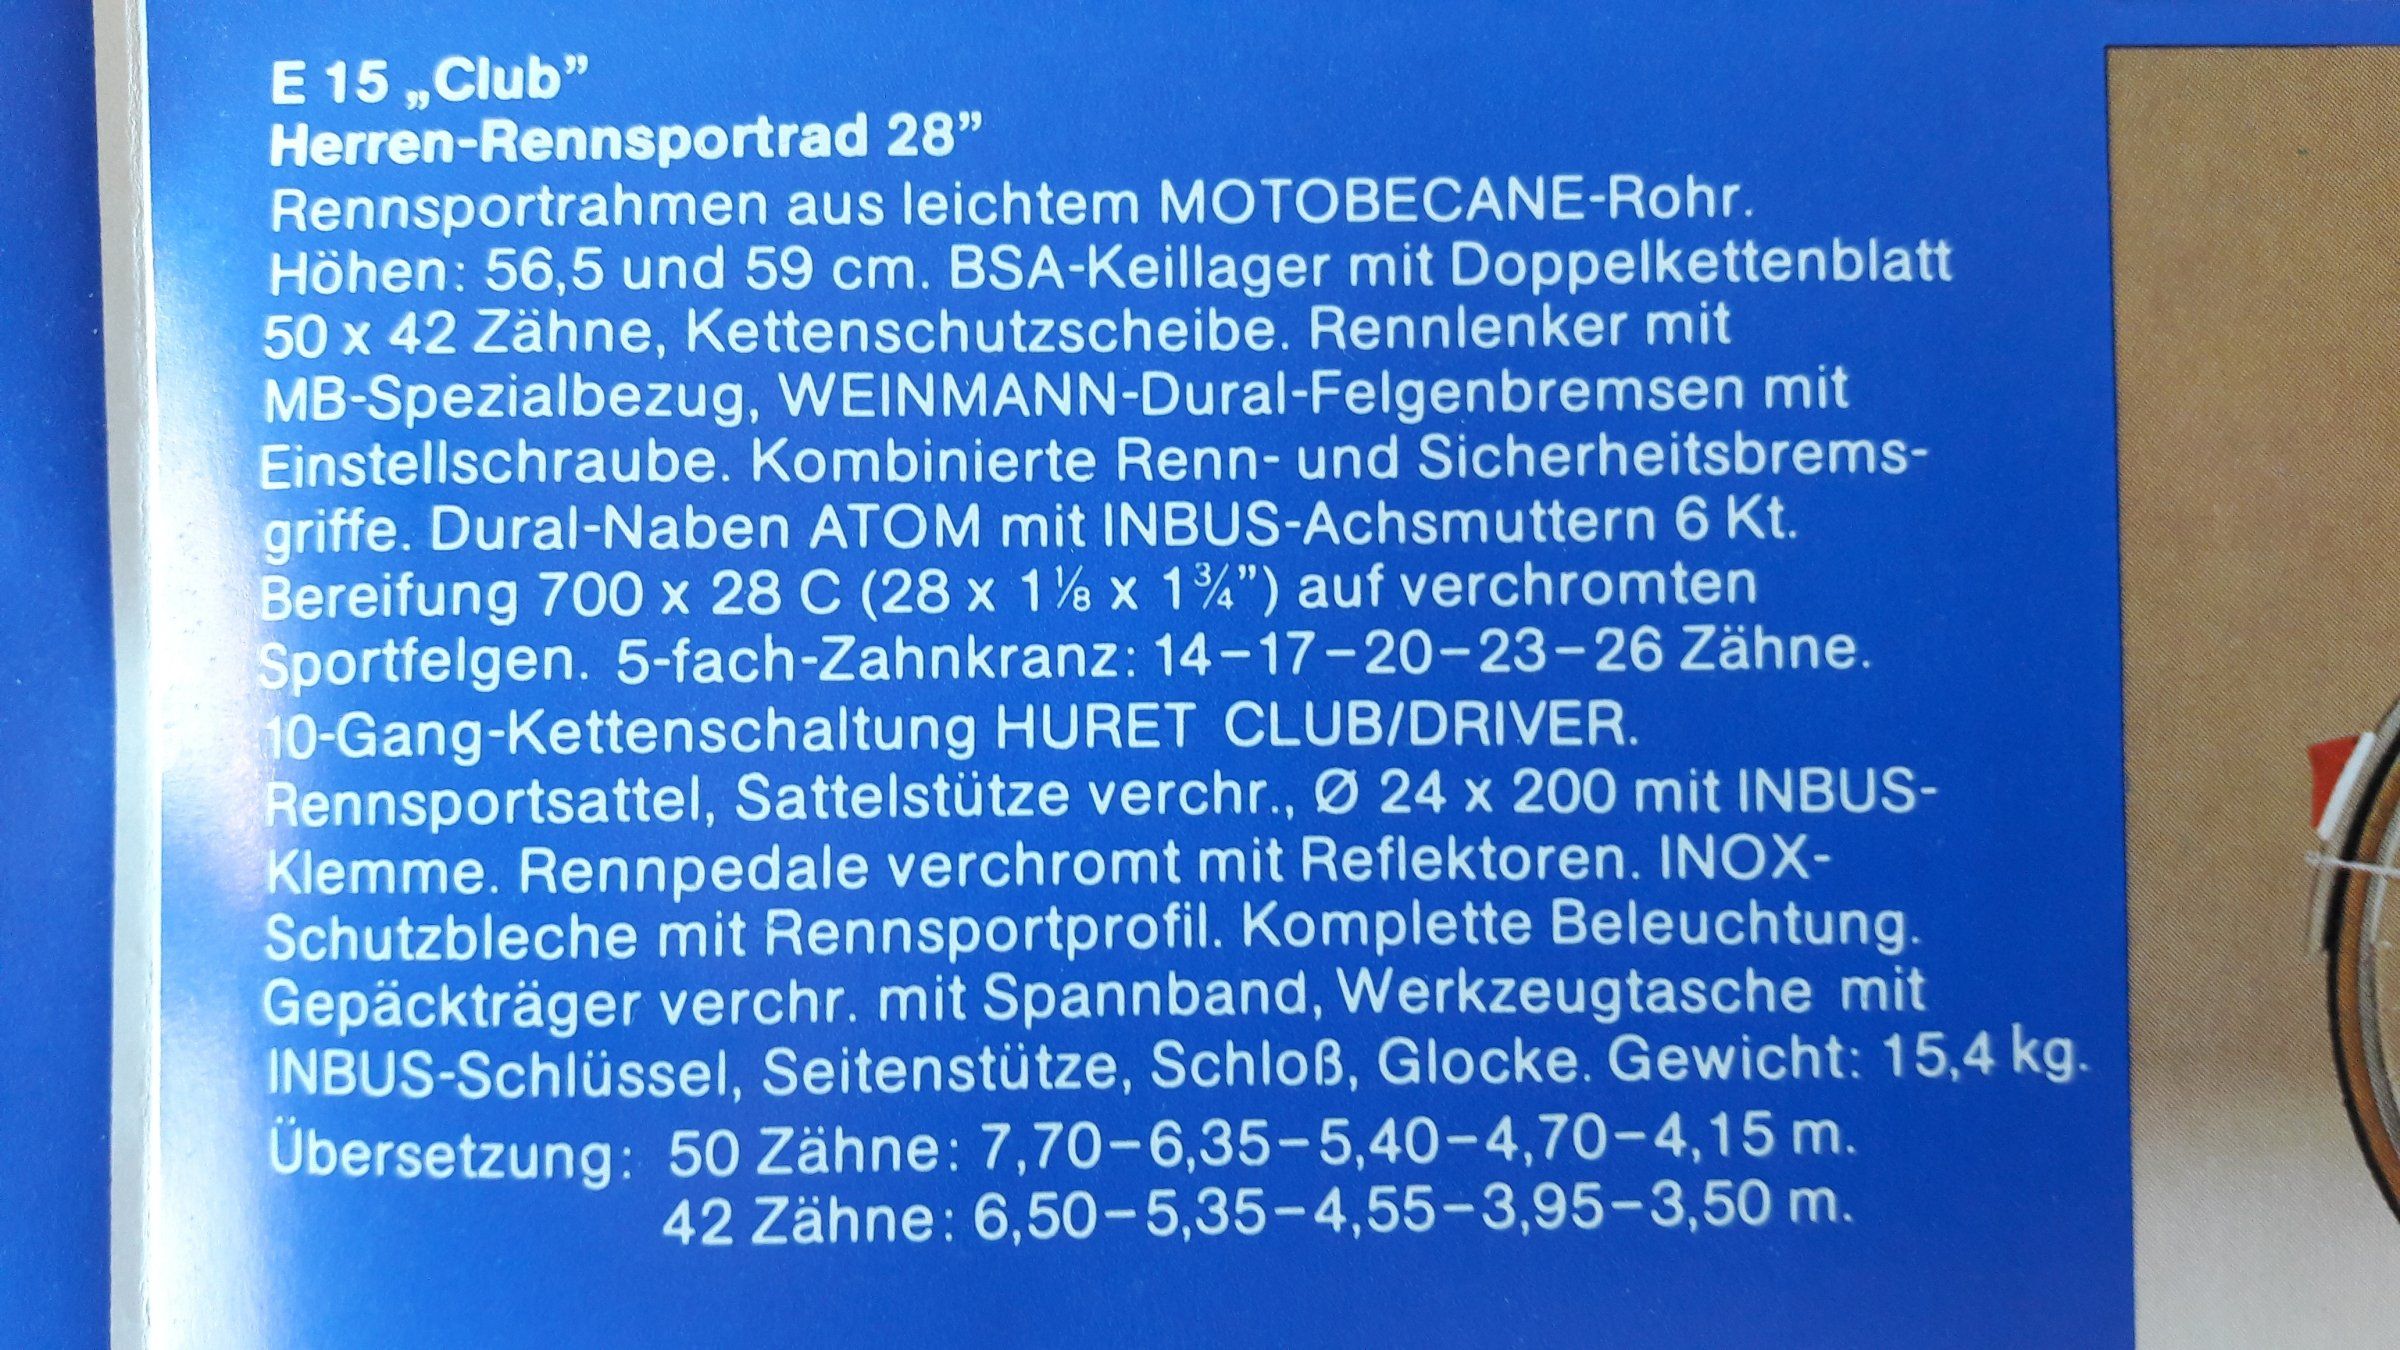 E 15 „Club”
Herren-Rennsportrad 28”
Rennsportrahmen aus leichtem MOTOBECANE-Rohr.
Höhen: 56,5 und 59 cm. BSA-Keillager mit Doppelkettenblatt
50 x 42 Zähne, Kettenschutzscheibe. Rennlenker mit
MB-Spezialbezug, WEINMANN-Dural-Felgenbremsen mit
Einstellschraube. Kombinierte Renn- und Sicherheitsbrems-
griffe. Dural-Naben ATOM mit INBUS-Achsmuttern 6 Kt.
Bereifung 700 x 28 C (28 x 1⅛ x 1¾”) auf verchromten
Sportfelgen. 5-fach-Zahnkranz: 14–17–20–23–26 Zähne.
10-Gang-Kettenschaltung HURET CLUB/DRIVER.
Rennsportsattel, Sattelstütze verchr., Ø 24 x 200 mit INBUS-
Klemme. Rennpedale verchromt mit Reflektoren. INOX-
Schutzbleche mit Rennsportprofil. Komplette Beleuchtung.
Gepäckträger verchr. mit Spannband, Werkzeugtasche mit
INBUS-Schlüssel, Seitenstütze, Schloß, Glocke. Gewicht: 15,4 kg.
Übersetzung: 50 Zähne: 7,70–6,35–5,40–4,70–4,15 m.
42 Zähne: 6,50–5,35–4,55–3,95–3,50 m.